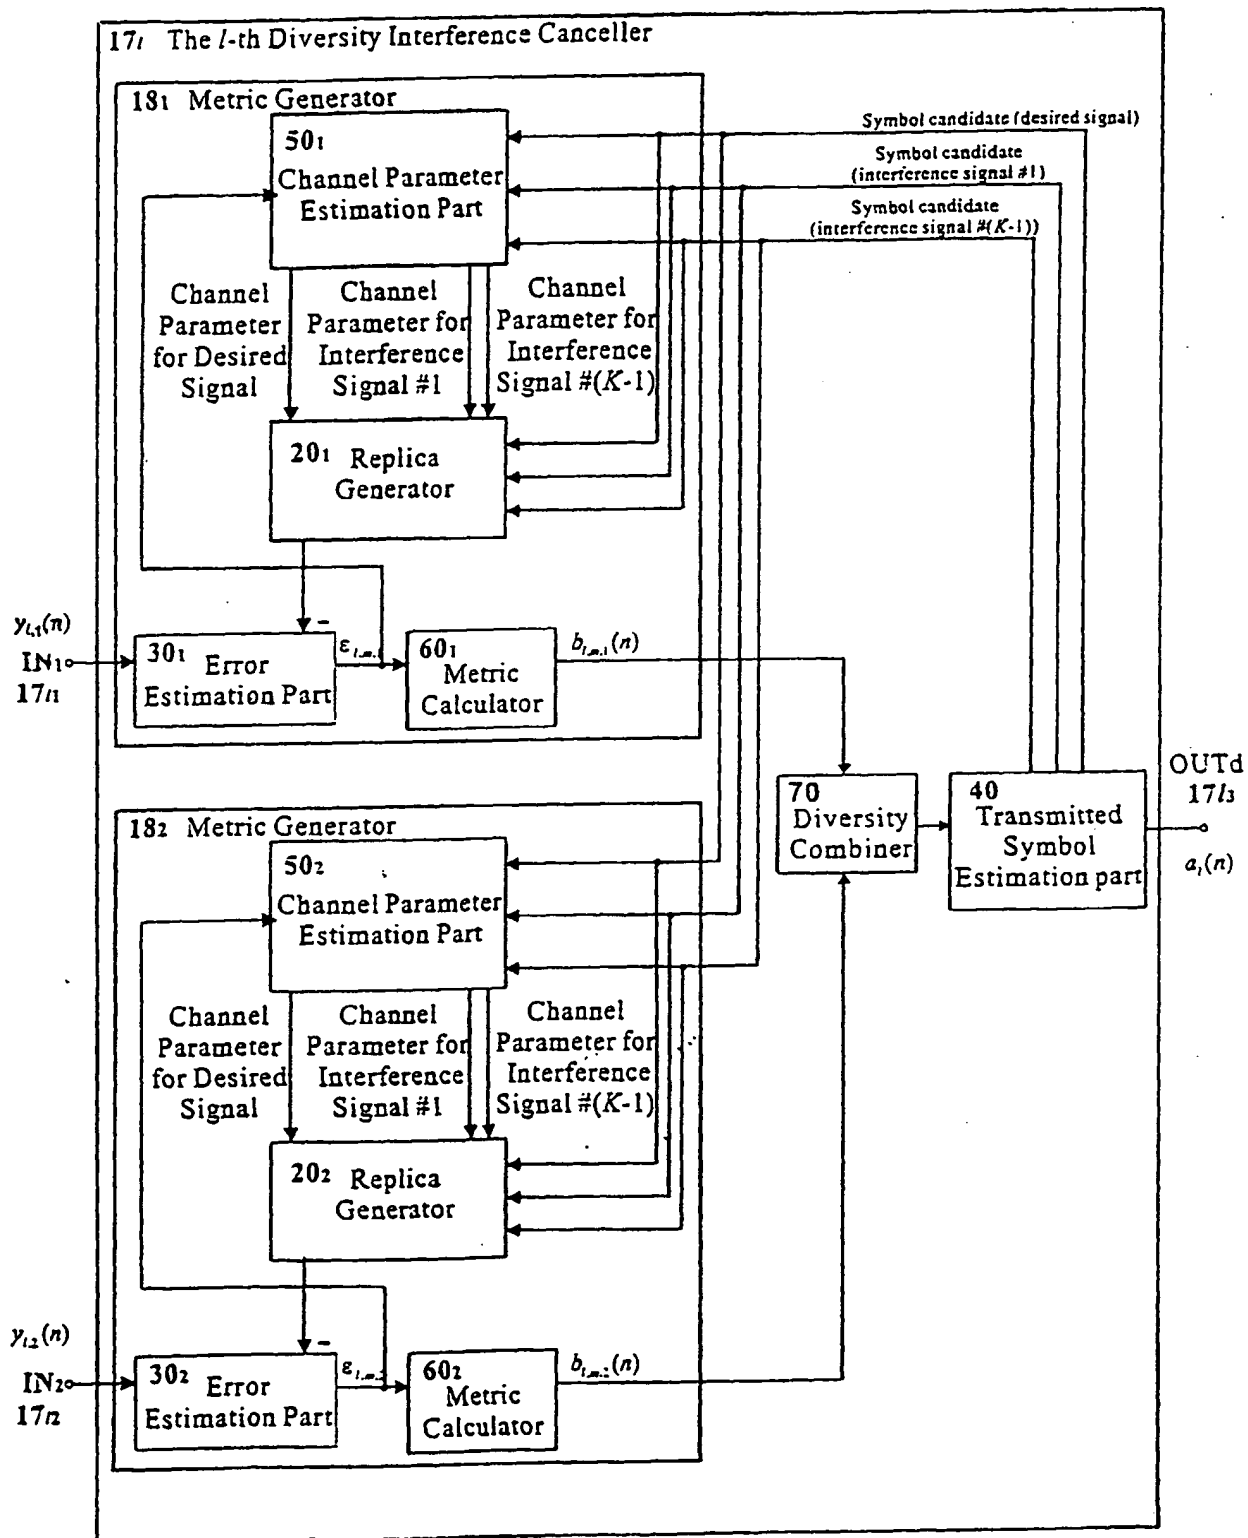 17l The l-th Diversity Interference Canceller
181 Metric Generator
501
Channel Parameter
Estimation Part
Symbol candidate (desired signal)
Symbol candidate
(interference signal #1)
Symbol candidate
(interference signal #(K-1))
Channel
Parameter
for Desired
Signal
Channel
Parameter for
Interference
Signal #1
Channel
Parameter for
Interference
Signal #(K-1)
201 Replica
Generator
yl,1(n)
IN1
17l1
−
301 Error
Estimation Part
εl,m,1
601
Metric
Calculator
bl,m,1(n)
70
Diversity
Combiner
40
Transmitted
Symbol
Estimation part
OUTd
17l3
al(n)
182 Metric Generator
502
Channel Parameter
Estimation Part
Channel
Parameter
for Desired
Signal
Channel
Parameter for
Interference
Signal #1
Channel
Parameter for
Interference
Signal #(K-1)
202 Replica
Generator
yl,2(n)
IN2
17l2
−
302 Error
Estimation Part
εl,m,2
602
Metric
Calculator
bl,m,2(n)